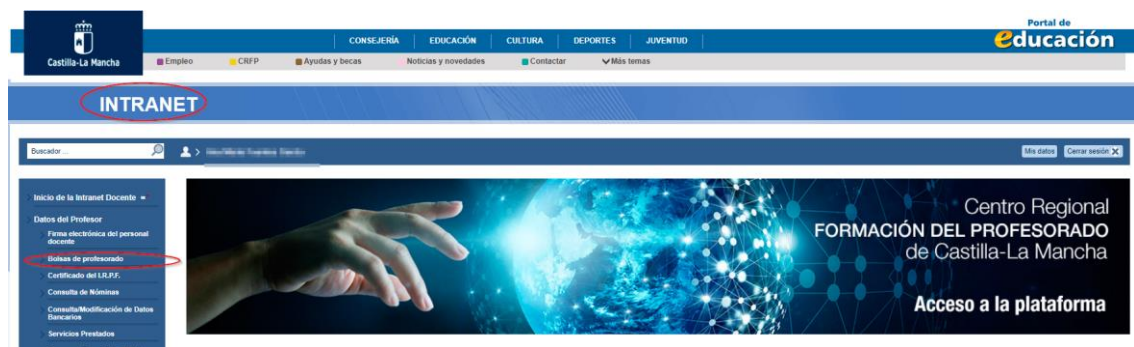 Portal de
educación
Castilla-La Mancha
CONSEJERÍA EDUCACIÓN CULTURA DEPORTES JUVENTUD
Empleo CRFP Ayudas y becas Noticias y novedades Contactar Más temas
INTRANET
Buscador ...
>
Mis datos Cerrar sesión X
Inicio de la Intranet Docente
Datos del Profesor
Firma electrónica del personal
docente
Bolsas de profesorado
Certificado del I.R.P.F.
Consulta de Nóminas
Consulta/Modificación de Datos
Bancarios
Servicios Prestados
Centro Regional
FORMACIÓN DEL PROFESORADO
de Castilla-La Mancha
Acceso a la plataforma